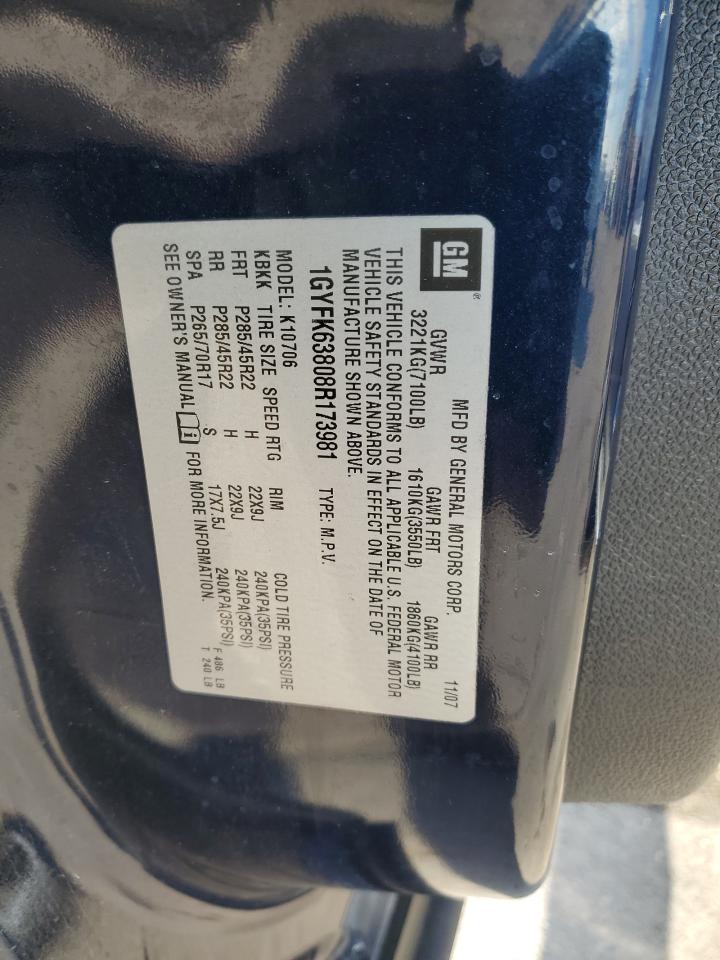 GM ®
MFD BY GENERAL MOTORS CORP. 11/07
GVWR GAWR FRT GAWR RR
3221KG(7100LB) 1610KG(3550LB) 1860KG(4100LB)
THIS VEHICLE CONFORMS TO ALL APPLICABLE U.S. FEDERAL MOTOR
VEHICLE SAFETY STANDARDS IN EFFECT ON THE DATE OF
MANUFACTURE SHOWN ABOVE.
1GYFK63808R173981 TYPE: M.P.V.
MODEL: K10706 COLD TIRE PRESSURE
KBKK TIRE SIZE SPEED RTG RIM
FRT P285/45R22 H 22X9J 240KPA(35PSI)
RR P285/45R22 H 22X9J 240KPA(35PSI)
SPA P265/70R17 S 17X7.5J 240KPA(35PSI)
SEE OWNER'S MANUAL FOR MORE INFORMATION.
F 486 LB
T 240 LB